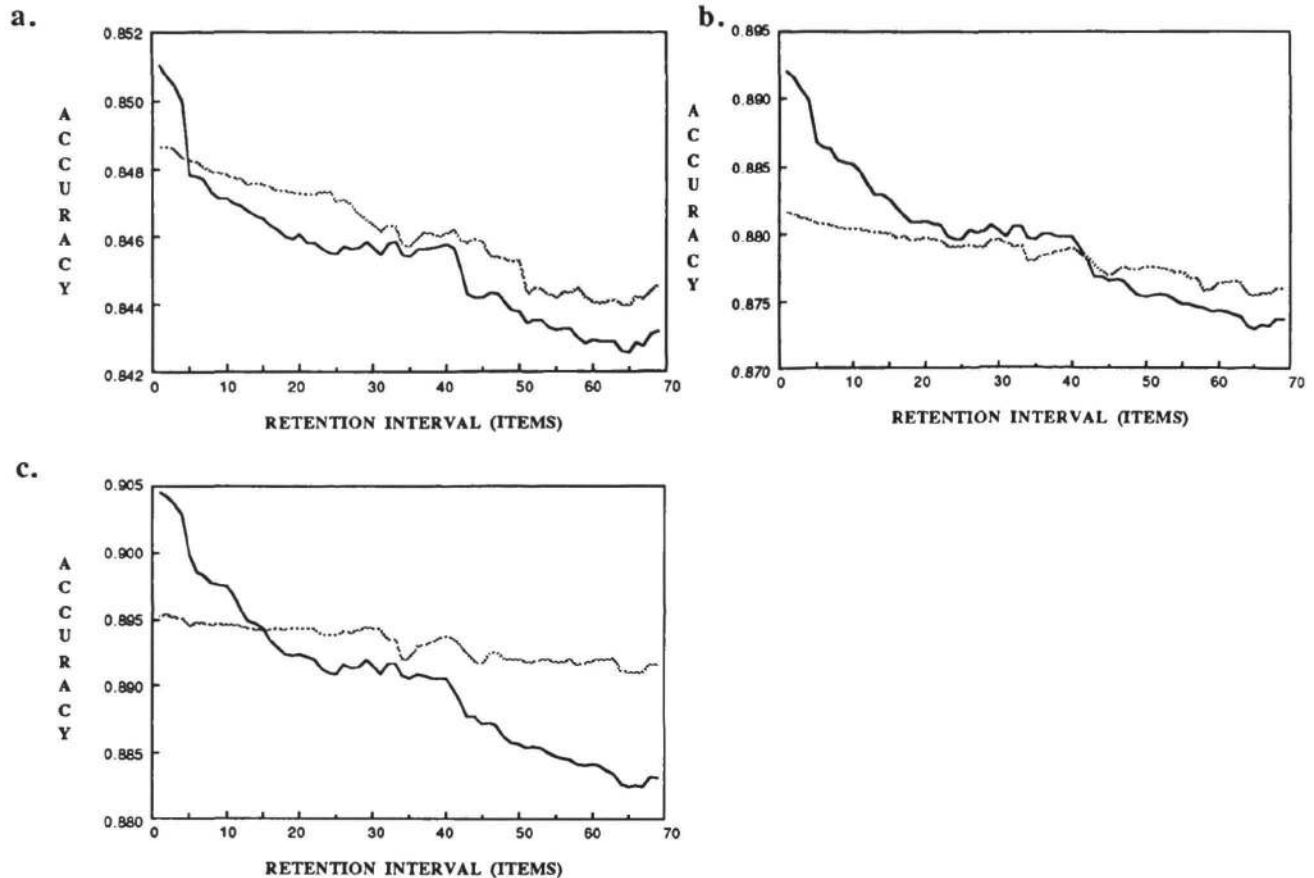 a.
0.852
0.850
0.848
0.846
0.844
0.842
ACCURACY
0 10 20 30 40 50 60 70
RETENTION INTERVAL (ITEMS)
b.
0.895
0.890
0.885
0.880
0.875
0.870
ACCURACY
0 10 20 30 40 50 60 70
RETENTION INTERVAL (ITEMS)
c.
0.905
0.900
0.895
0.890
0.885
0.880
ACCURACY
0 10 20 30 40 50 60 70
RETENTION INTERVAL (ITEMS)